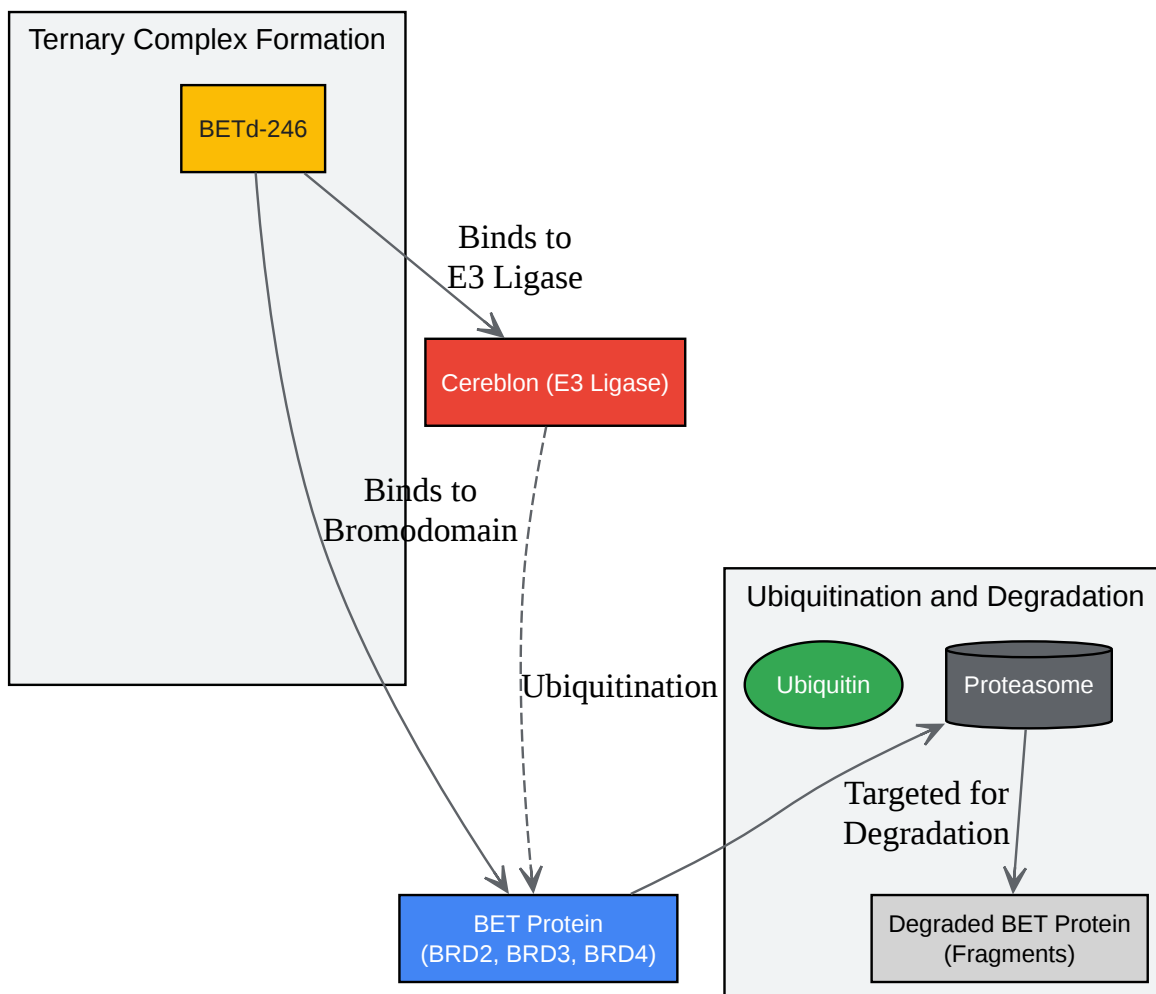 Ternary Complex Formation
BETd-246
Binds to
E3 Ligase
Cereblon (E3 Ligase)
Binds to
Bromodomain
Ubiquitination and Degradation
Ubiquitination
Ubiquitin
Proteasome
Targeted for
Degradation
BET Protein
(BRD2, BRD3, BRD4)
Degraded BET Protein
(Fragments)